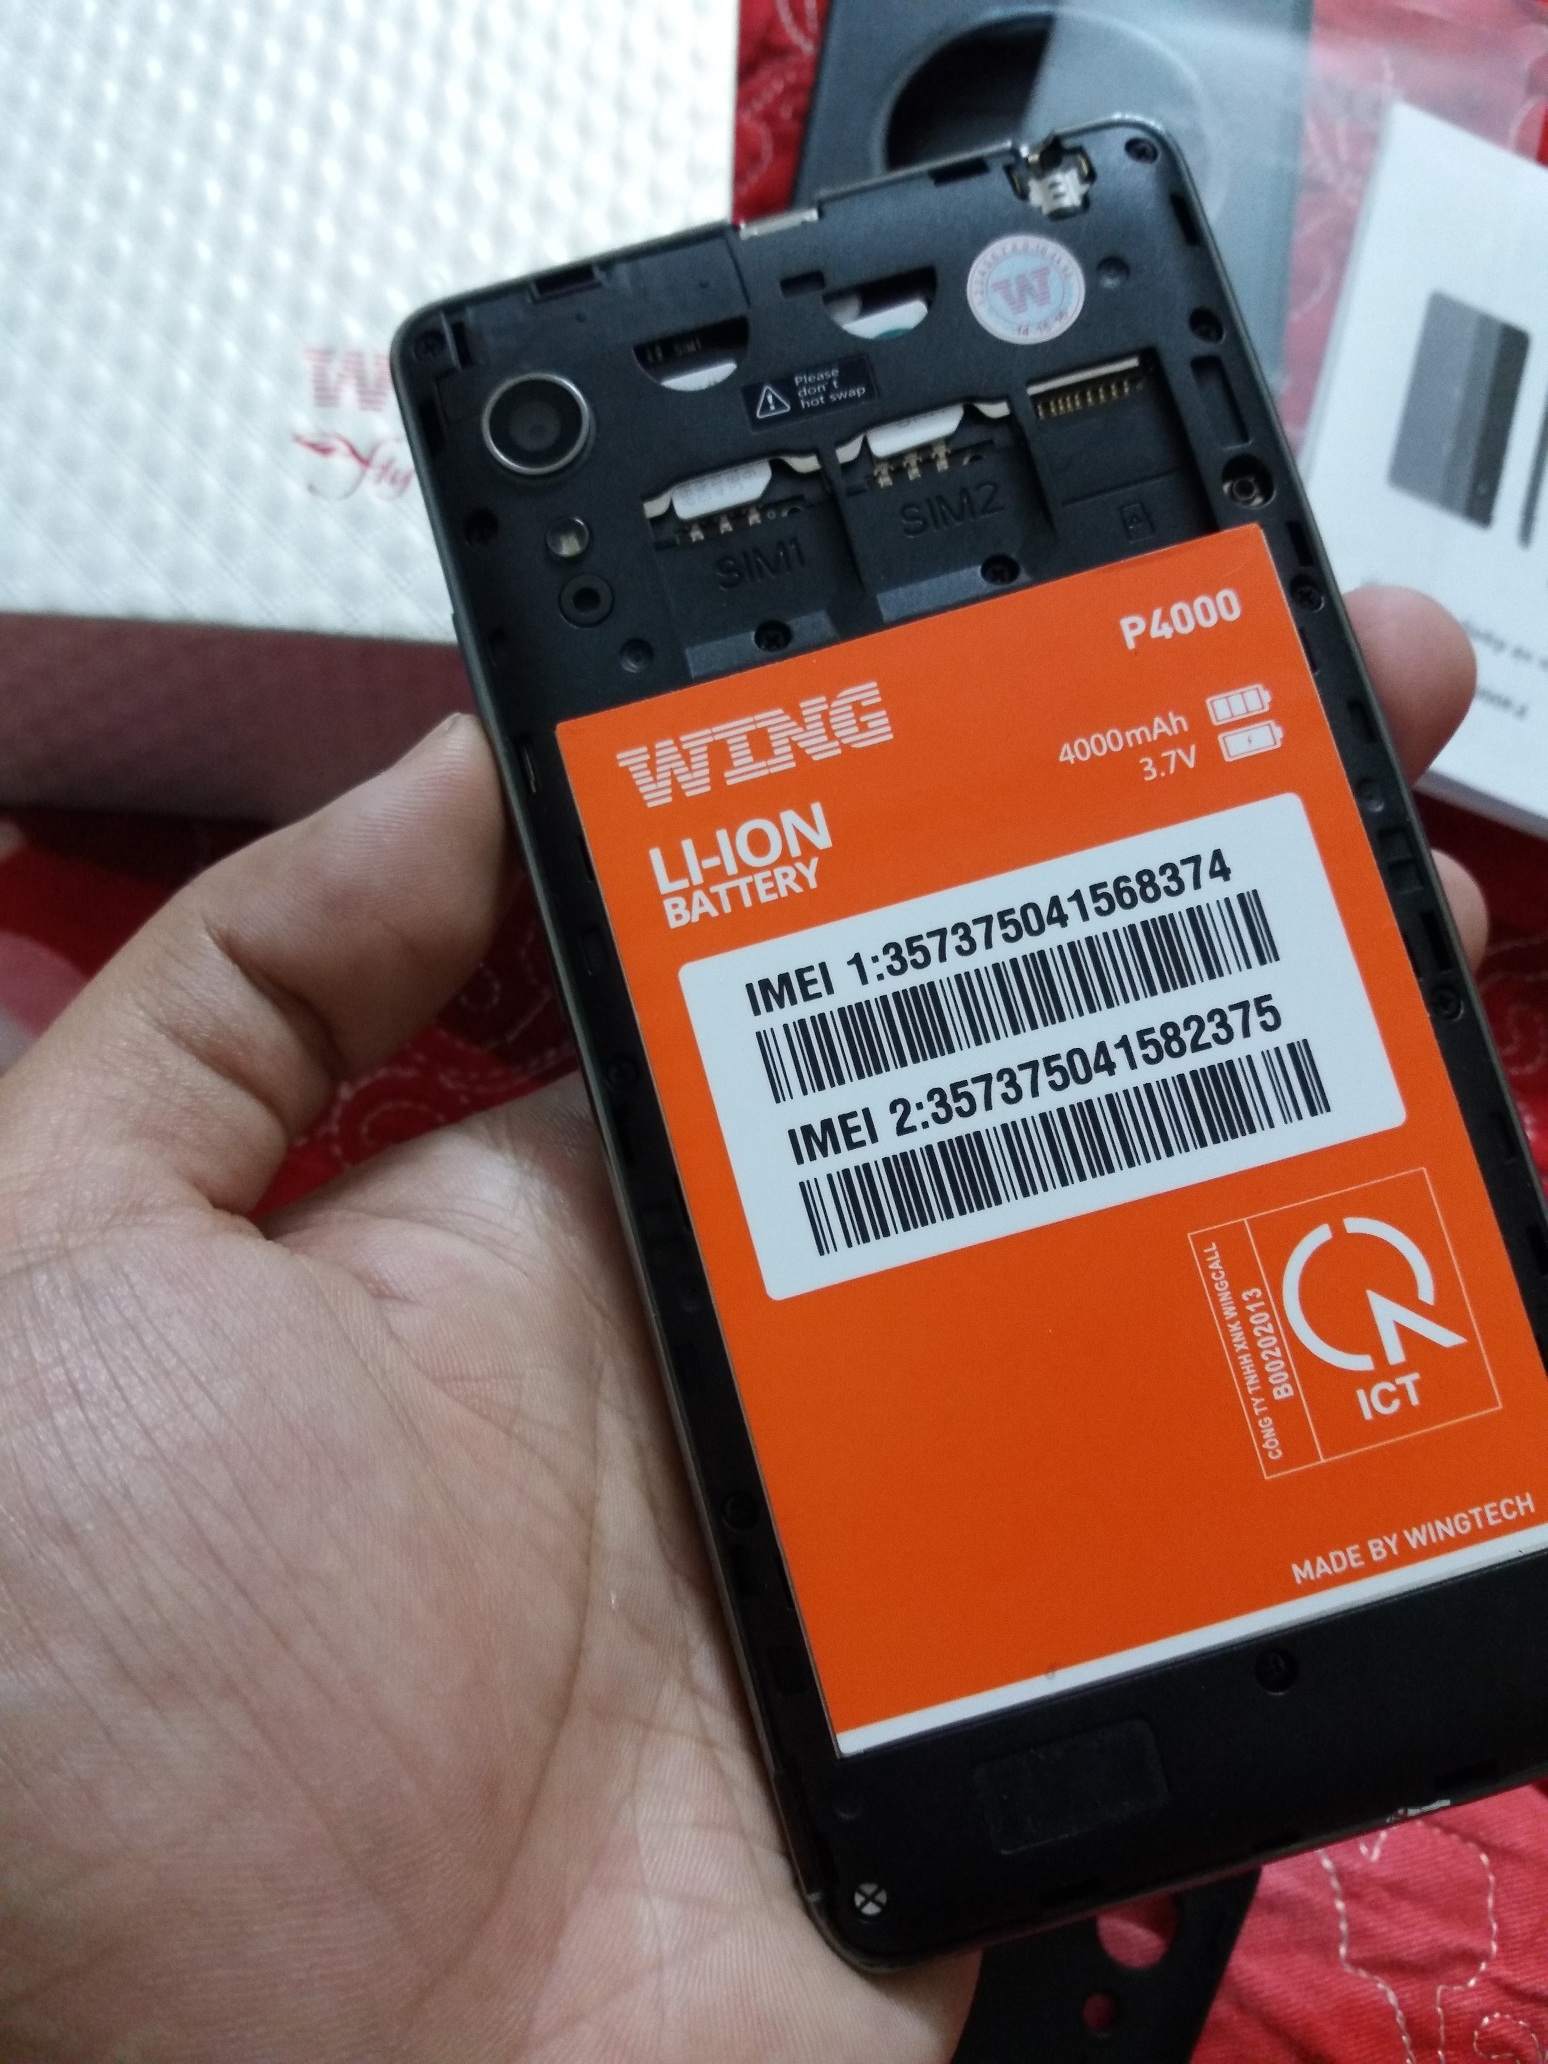 SIM1
Please
don't
hot swap
SIM1
SIM2
P4000
WING
4000mAh
3.7V
LI-ION
BATTERY
IMEI 1:357375041568374
IMEI 2:357375041582375
CÔNG TY TNHH XNK WINGCALL
B00202013
ICT
MADE BY WINGTECH